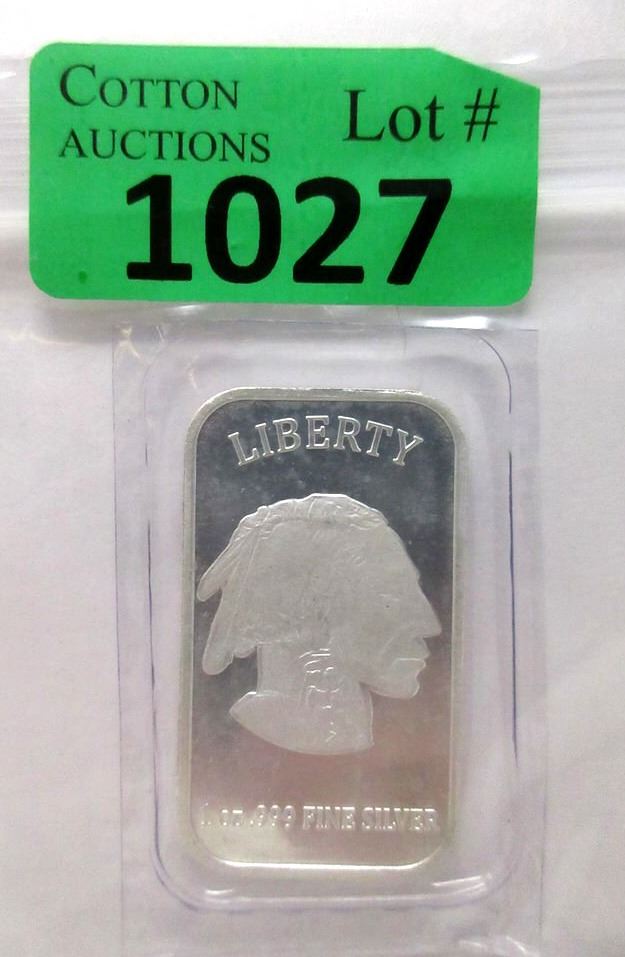 COTTON
AUCTIONS
Lot #
1027
LIBERTY
1 oz .999 FINE SILVER